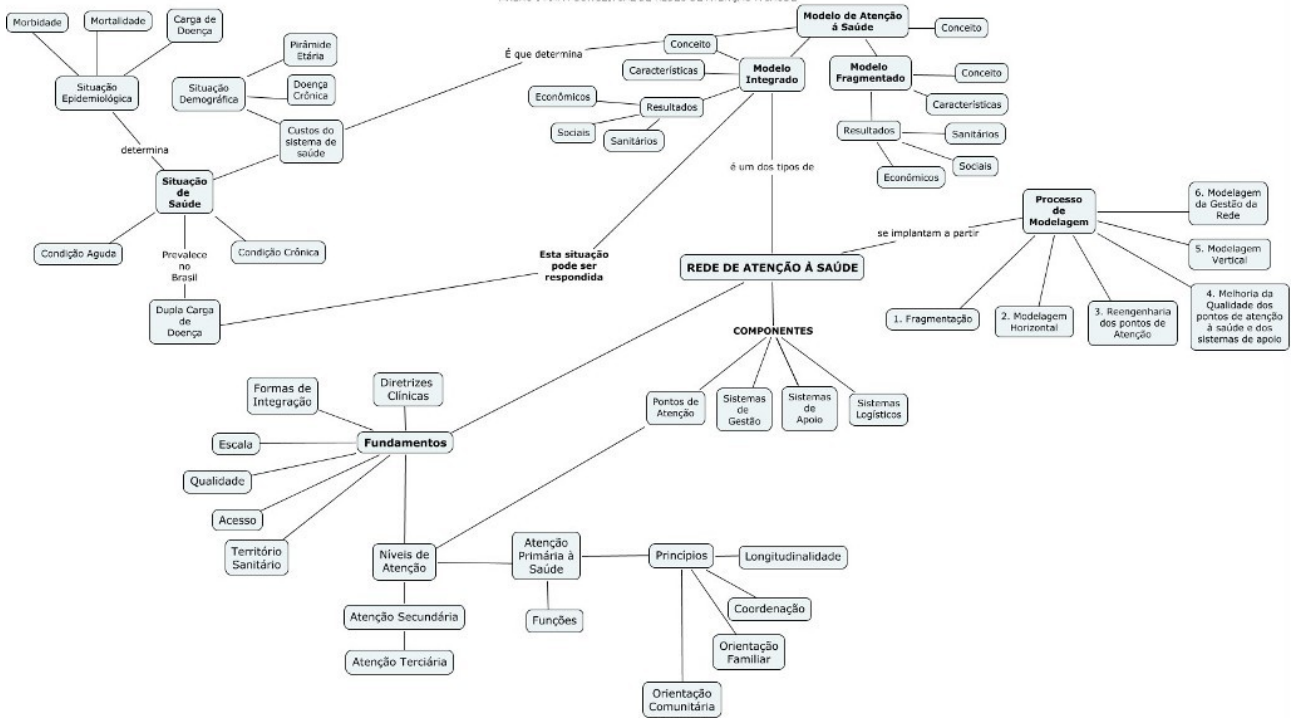 Morbidade
Mortalidade
Carga de
Doença
Situação
Epidemiológica
Pirâmide
Etária
Situação
Demográfica
Doença
Crônica
Custos do
sistema de
saúde
determina
Situação
de
Saúde
Condição Aguda
Prevalece
no
Brasil
Condição Crônica
Dupla Carga
de
Doença
É que determina
Modelo de Atenção
á Saúde
Conceito
Conceito
Características
Modelo
Integrado
Econômicos
Resultados
Sociais
Sanitários
Modelo
Fragmentado
Conceito
Características
Resultados
Sanitários
Sociais
Económicos
é um dos tipos de
Esta situação
pode ser
respondida
REDE DE ATENÇÃO À SAÚDE
se implantam a partir
Processo
de
Modelagem
6. Modelagem
da Gestão da
Rede
5. Modelagem
Vertical
4. Melhoria da
Qualidade dos
pontos de atenção
à saúde e dos
sistemas de apoio
3. Reengenharia
dos pontos de
Atenção
2. Modelagem
Horizontal
1. Fragmentação
COMPONENTES
Pontos de
Atenção
Sistemas
de
Gestão
Sistemas
de
Apoio
Sistemas
Logísticos
Formas de
Integração
Diretrizes
Clínicas
Fundamentos
Escala
Qualidade
Acesso
Território
Sanitário
Níveis de
Atenção
Atenção
Primária à
Saúde
Princípios
Longitudinalidade
Funções
Coordenação
Atenção Secundária
Orientação
Familiar
Atenção Terciária
Orientação
Comunitária